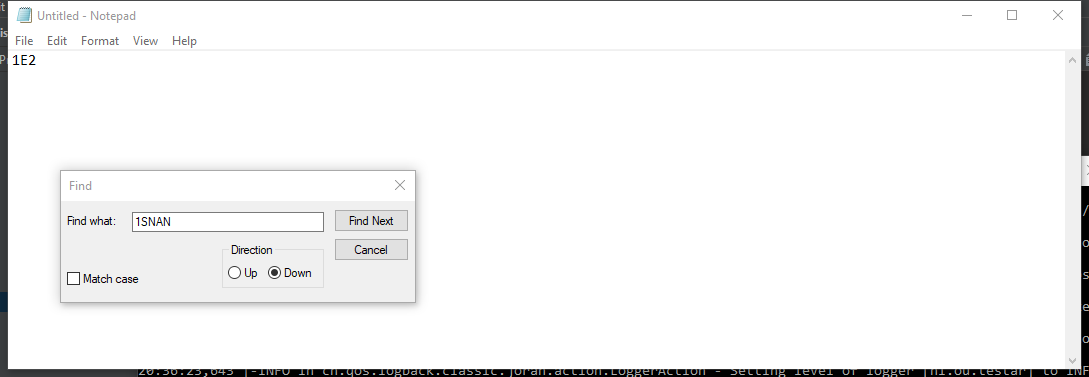 Untitled - Notepad
File Edit Format View Help
1E2
Find
Find what: 1SNAN Find Next
Direction Cancel
Up Down
Match case
20:36:23,643 |-INFO in ch.qos.logback.classic.joran.action.LoggerAction - Setting level of logger [nl.ou.testar] to INF